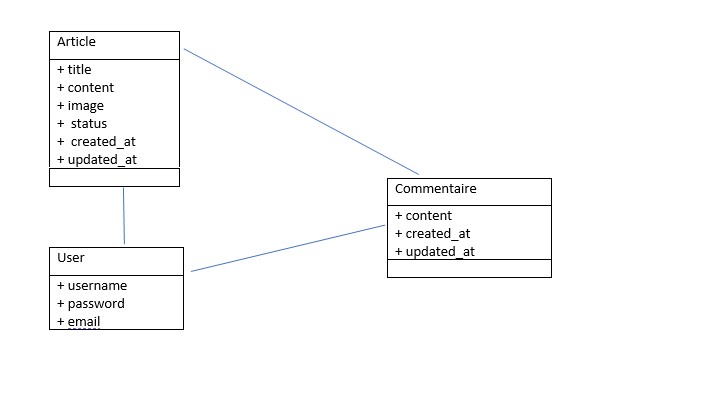 Article
+ title
+ content
+ image
+ status
+ created_at
+ updated_at
Commentaire
+ content
+ created_at
+ updated_at
User
+ username
+ password
+ email